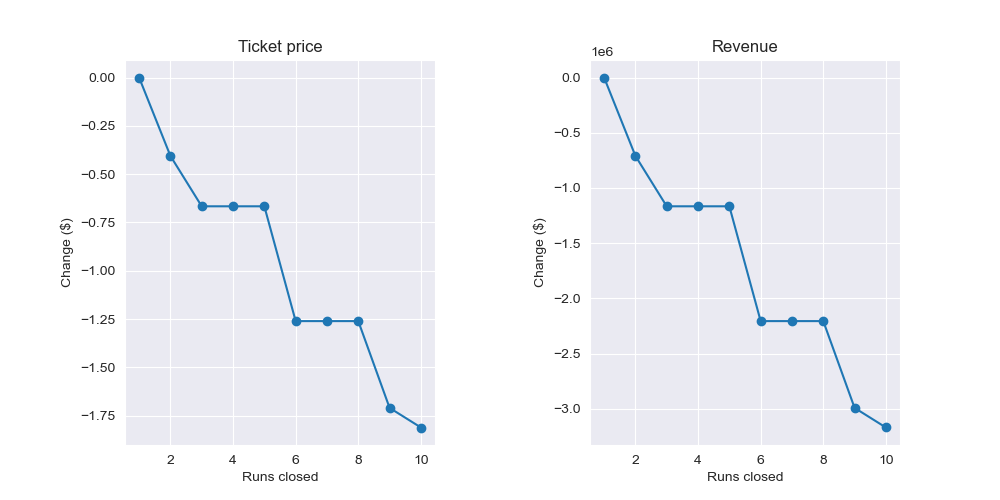 Ticket price
0.00
−0.25
−0.50
−0.75
−1.00
−1.25
−1.50
−1.75
Change ($)
2 4 6 8 10
Runs closed
Revenue
1e6
0.0
−0.5
−1.0
−1.5
−2.0
−2.5
−3.0
Change ($)
2 4 6 8 10
Runs closed